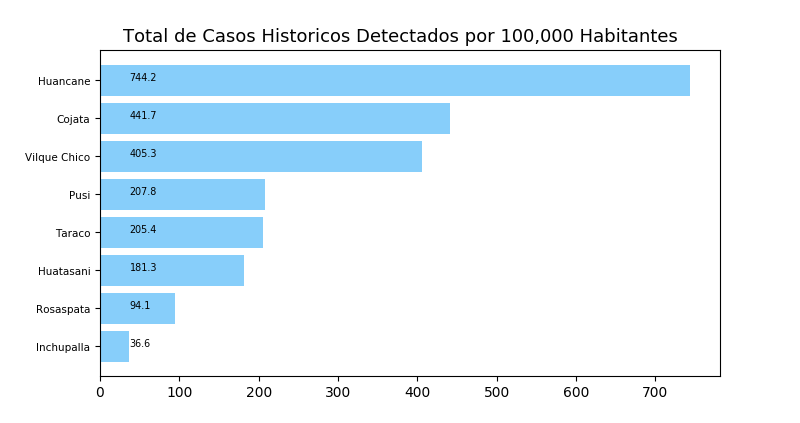 Total de Casos Historicos Detectados por 100,000 Habitantes
Huancane 744.2
Cojata 441.7
Vilque Chico 405.3
Pusi 207.8
Taraco 205.4
Huatasani 181.3
Rosaspata 94.1
Inchupalla 36.6
0 100 200 300 400 500 600 700